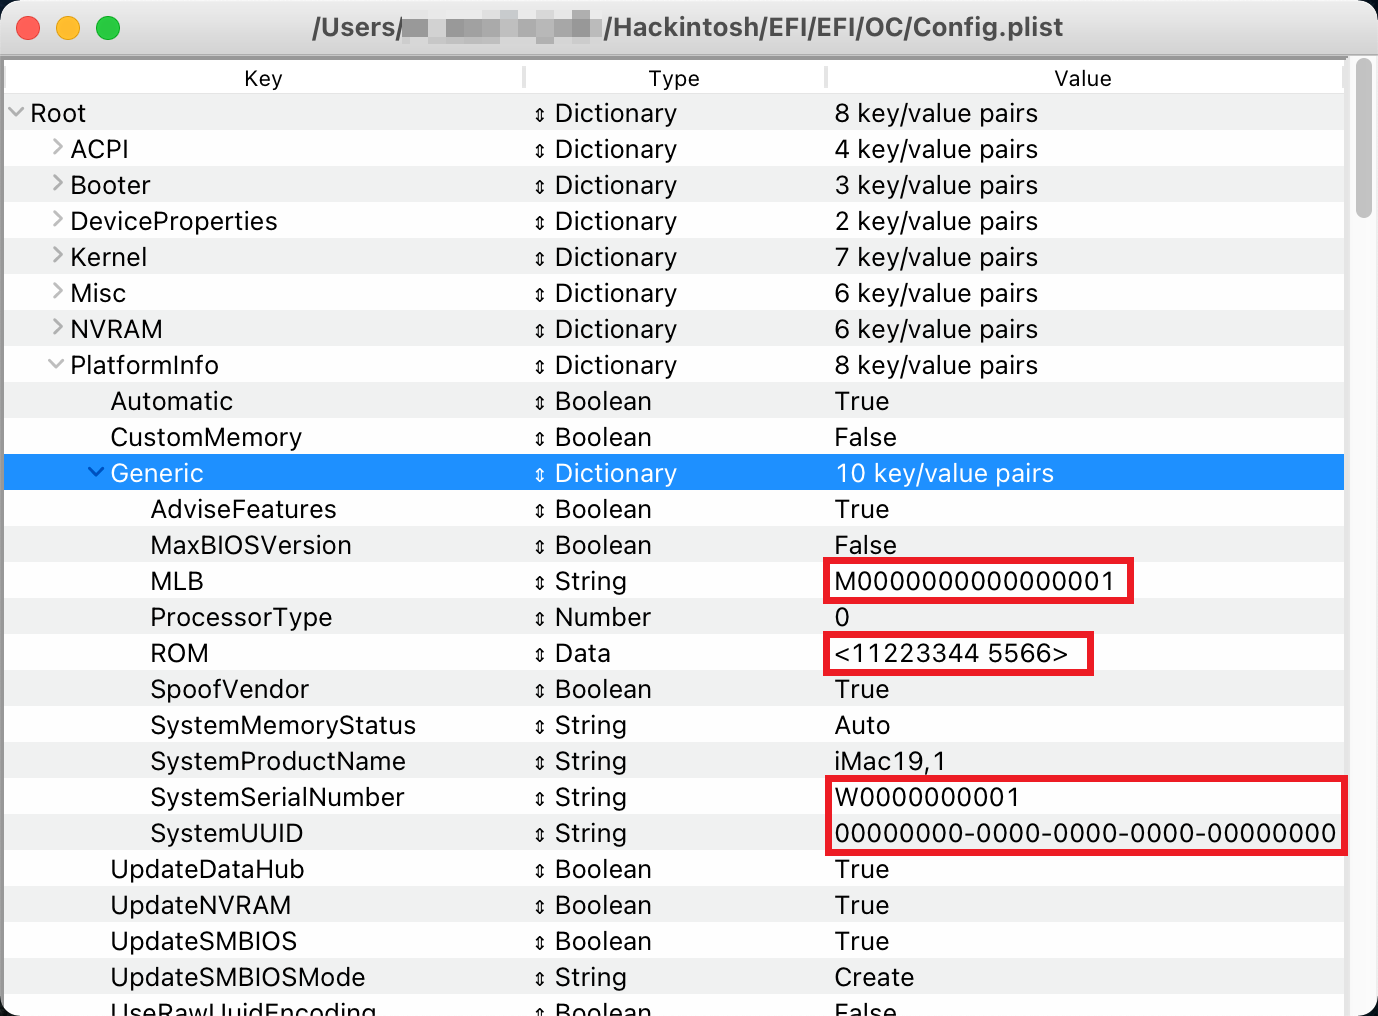 /Users/ /Hackintosh/EFI/EFI/OC/Config.plist
Key Type Value
Root Dictionary 8 key/value pairs
ACPI Dictionary 4 key/value pairs
Booter Dictionary 3 key/value pairs
DeviceProperties Dictionary 2 key/value pairs
Kernel Dictionary 7 key/value pairs
Misc Dictionary 6 key/value pairs
NVRAM Dictionary 6 key/value pairs
PlatformInfo Dictionary 8 key/value pairs
Automatic Boolean True
CustomMemory Boolean False
Generic Dictionary 10 key/value pairs
AdviseFeatures Boolean True
MaxBIOSVersion Boolean False
MLB String M0000000000000001
ProcessorType Number 0
ROM Data <11223344 5566>
SpoofVendor Boolean True
SystemMemoryStatus String Auto
SystemProductName String iMac19,1
SystemSerialNumber String W0000000001
SystemUUID String 00000000-0000-0000-0000-00000000
UpdateDataHub Boolean True
UpdateNVRAM Boolean True
UpdateSMBIOS Boolean True
UpdateSMBIOSMode String Create
UseRawUuidEncoding Boolean False